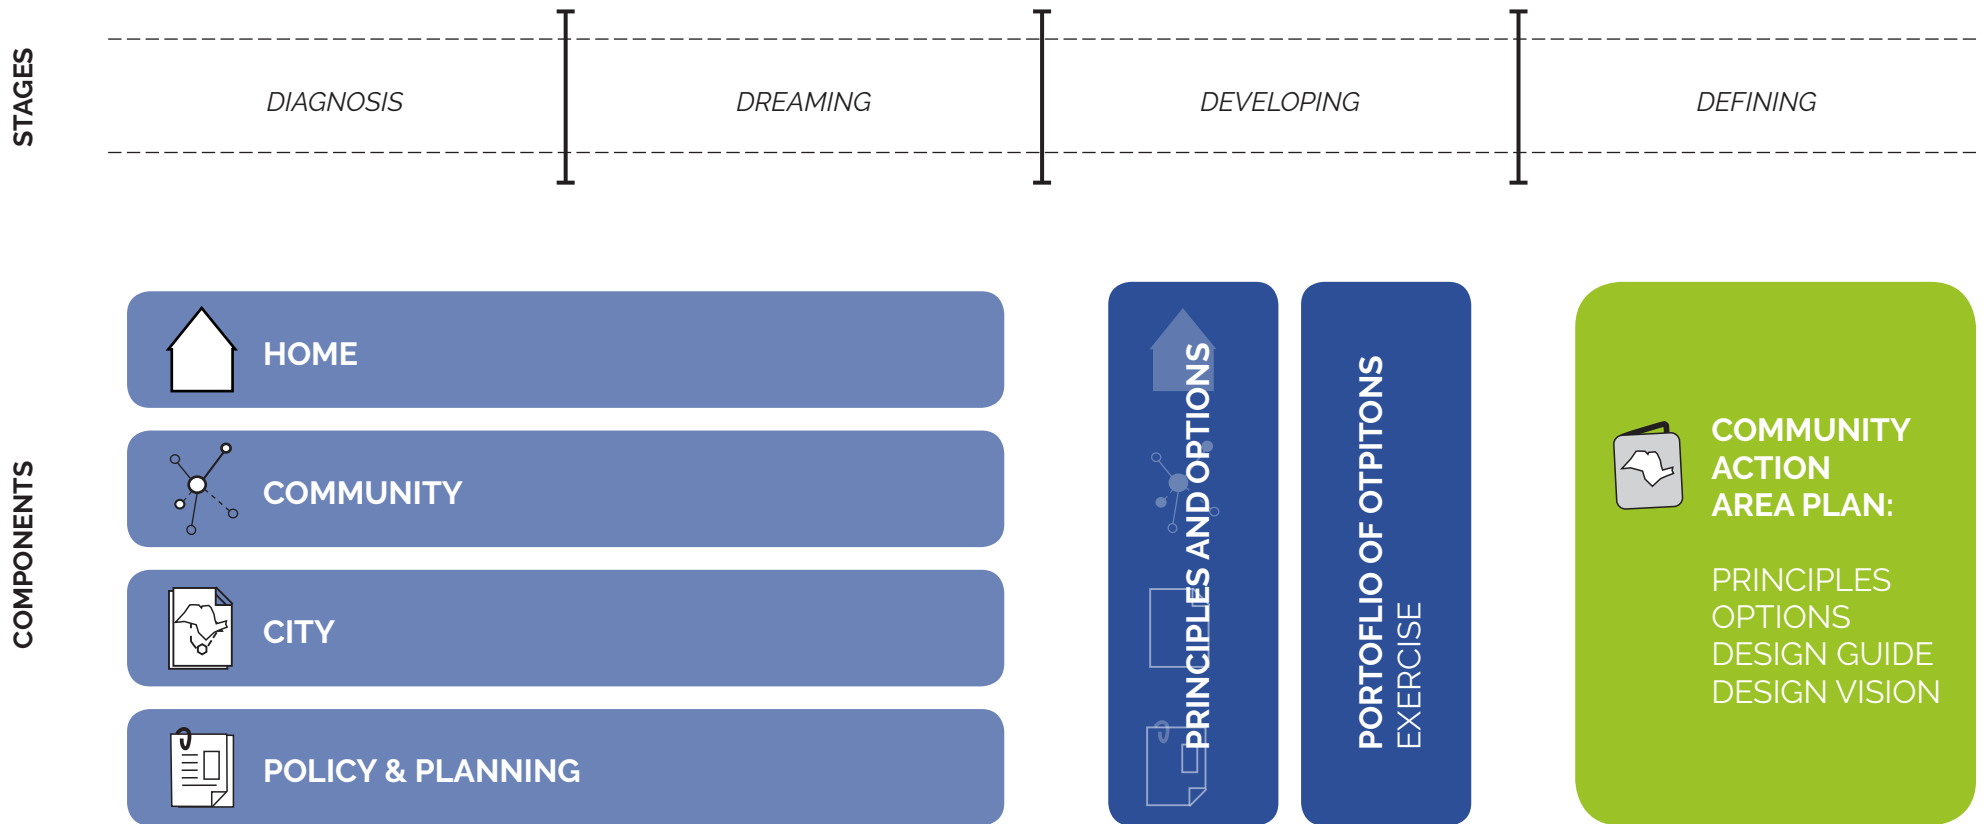 STAGES
DIAGNOSIS
DREAMING
DEVELOPING
DEFINING
COMPONENTS
HOME
COMMUNITY
CITY
POLICY & PLANNING
PRINCIPLES AND OPTIONS
PORTOFLIO OF OTPITONS
EXERCISE
COMMUNITY
ACTION
AREA PLAN:
PRINCIPLES
OPTIONS
DESIGN GUIDE
DESIGN VISION